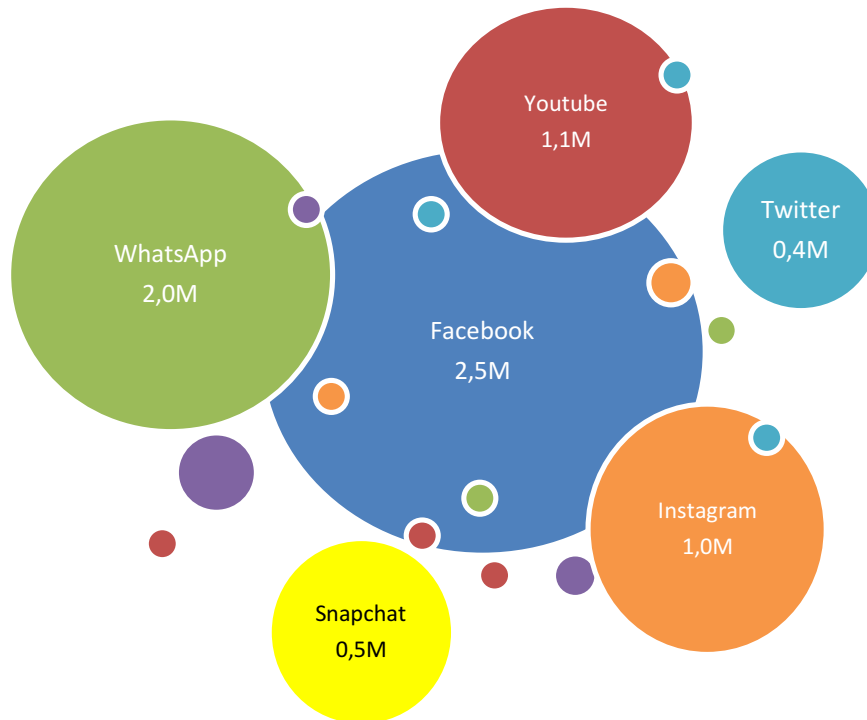 Youtube
1,1M
Twitter
0,4M
WhatsApp
2,0M
Facebook
2,5M
Instagram
1,0M
Snapchat
0,5M